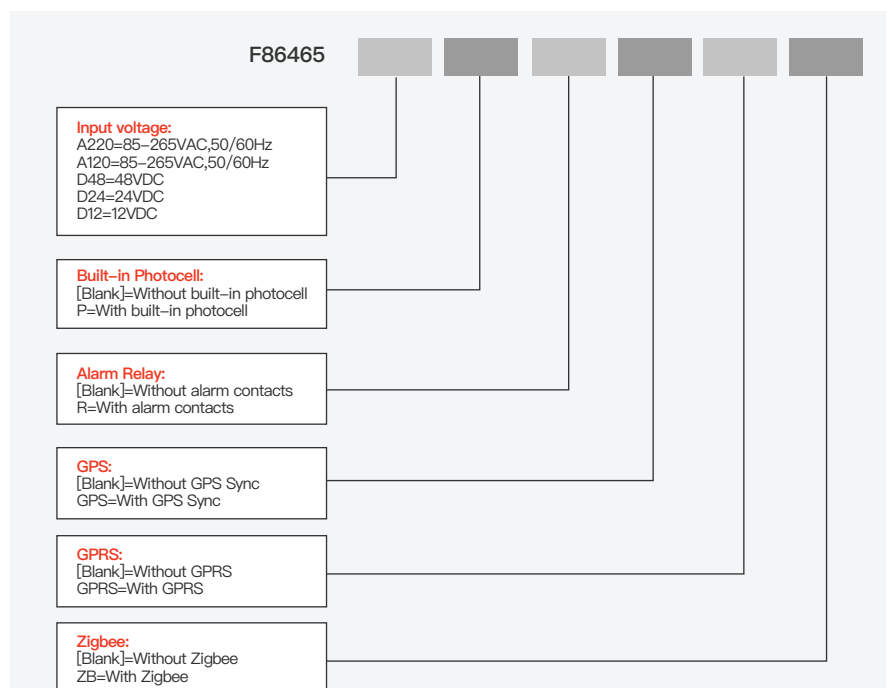 F86465
Input voltage:
A220=85–265VAC,50/60Hz
A120=85–265VAC,50/60Hz
D48=48VDC
D24=24VDC
D12=12VDC
Built–in Photocell:
[Blank]=Without built–in photocell
P=With built–in photocell
Alarm Relay:
[Blank]=Without alarm contacts
R=With alarm contacts
GPS:
[Blank]=Without GPS Sync
GPS=With GPS Sync
GPRS:
[Blank]=Without GPRS
GPRS=With GPRS
Zigbee:
[Blank]=Without Zigbee
ZB=With Zigbee